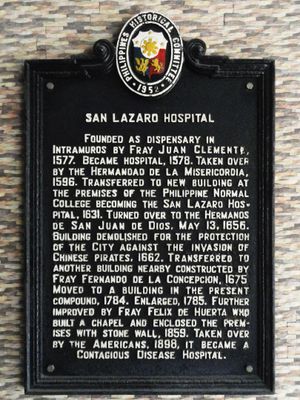 PHILIPPINES HISTORICAL COMMITTEE
1952
SAN LAZARO HOSPITAL
FOUNDED AS DISPENSARY IN
INTRAMUROS BY FRAY JUAN CLEMENTE,
1577. BECAME HOSPITAL, 1578. TAKEN OVER
BY THE HERMANDAD DE LA MISERICORDIA,
1596. TRANSFERRED TO NEW BUILDING AT
THE PREMISES OF THE PHILIPPINE NORMAL
COLLEGE BECOMING THE SAN LAZARO HOS-
PITAL, 1631. TURNED OVER TO THE HERMANOS
DE SAN JUAN DE DIOS, MAY 13, 1656.
BUILDING DEMOLISHED FOR THE PROTECTION
OF THE CITY AGAINST THE INVASION OF
CHINESE PIRATES, 1662. TRANSFERRED TO
ANOTHER BUILDING NEARBY CONSTRUCTED BY
FRAY FERNANDO DE LA CONCEPCION, 1675
MOVED TO A BUILDING IN THE PRESENT
COMPOUND, 1784. ENLARGED, 1785. FURTHER
IMPROVED BY FRAY FELIX DE HUERTA WHO
BUILT A CHAPEL AND ENCLOSED THE PREM-
ISES WITH STONE WALL, 1859. TAKEN OVER
BY THE AMERICANS, 1898, IT BECAME A
CONTAGIOUS DISEASE HOSPITAL.